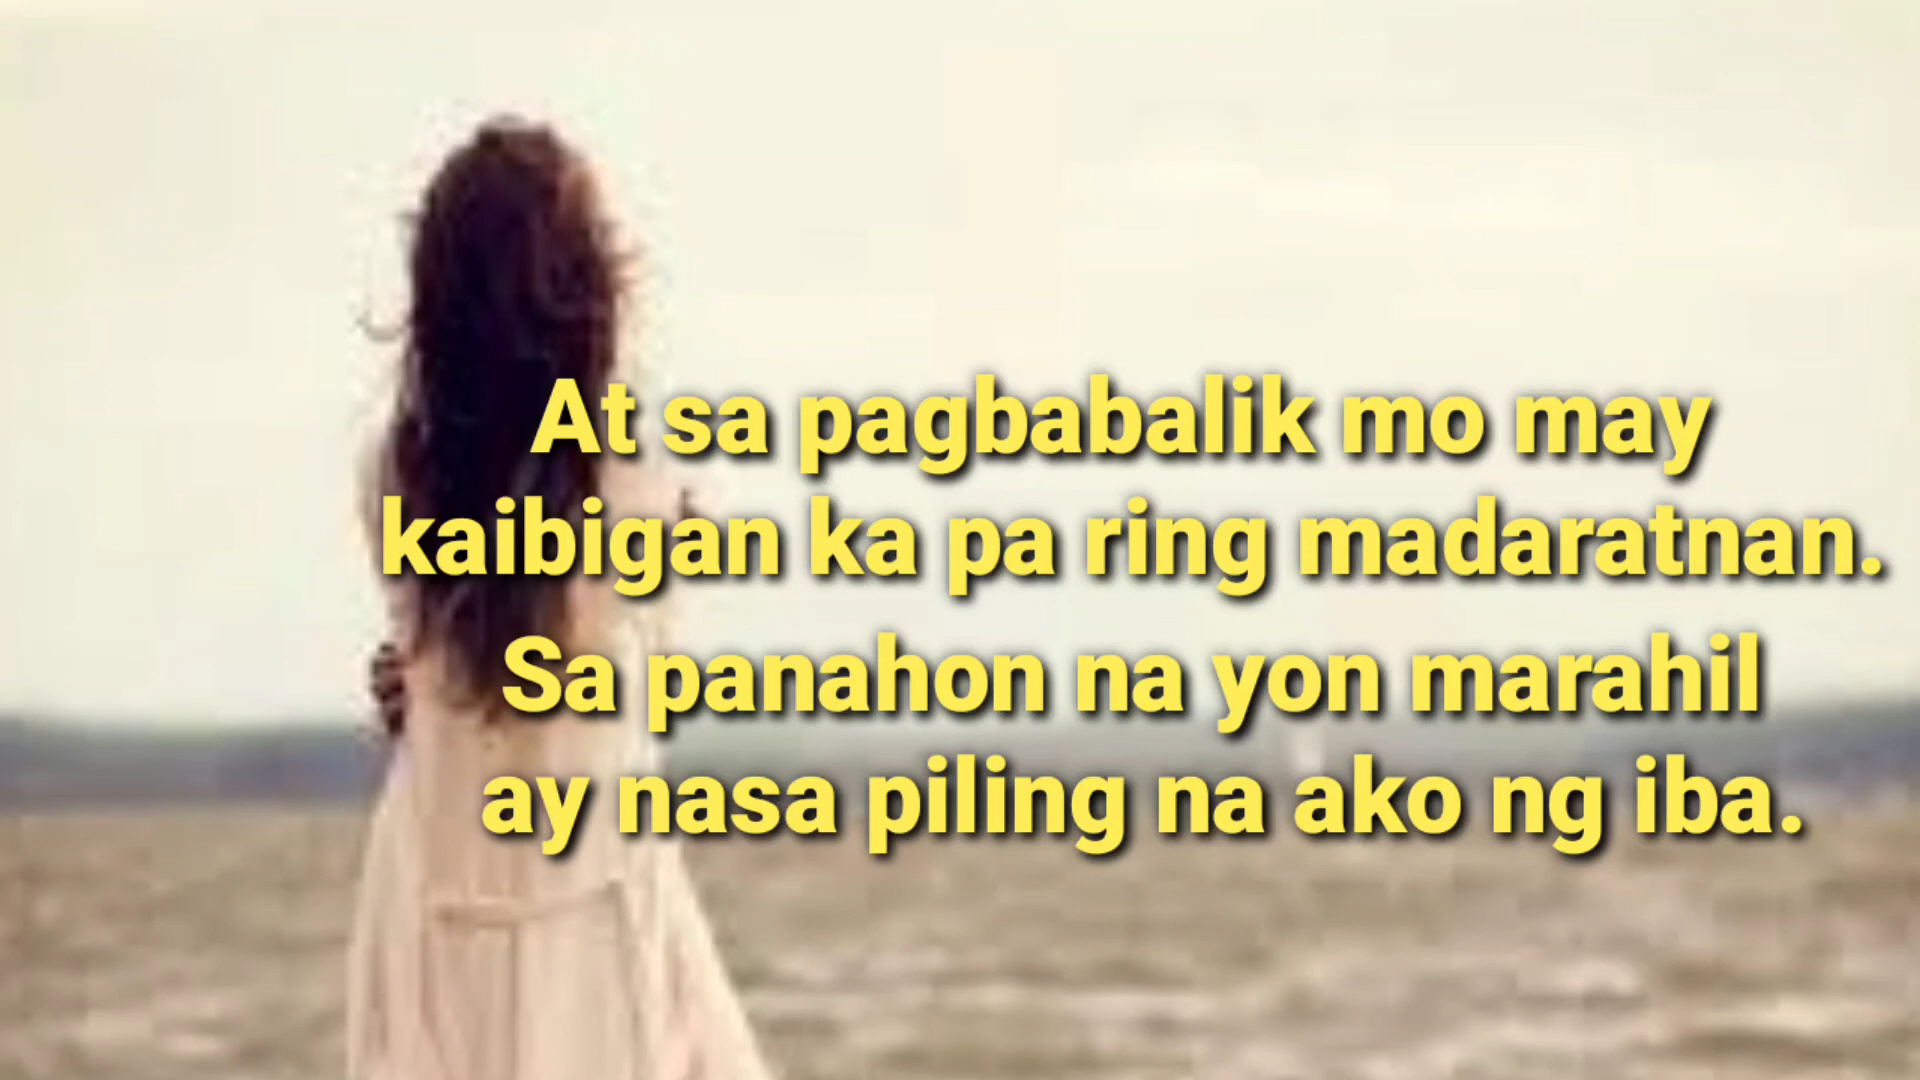 At sa pagbabalik mo may
kaibigan ka pa ring madaratnan.
Sa panahon na yon marahil
ay nasa piling na ako ng iba.